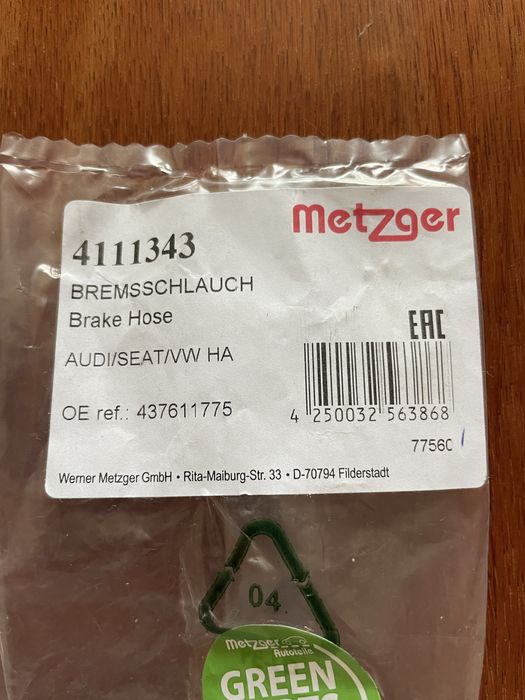 metzger
4111343
BREMSSCHLAUCH
Brake Hose
EAC
AUDI/SEAT/VW HA
OE ref.: 437611775
4 250032 563868
77560
Werner Metzger GmbH • Rita-Maiburg-Str. 33 • D-70794 Filderstadt
04
metzger
Autoteile
GREEN